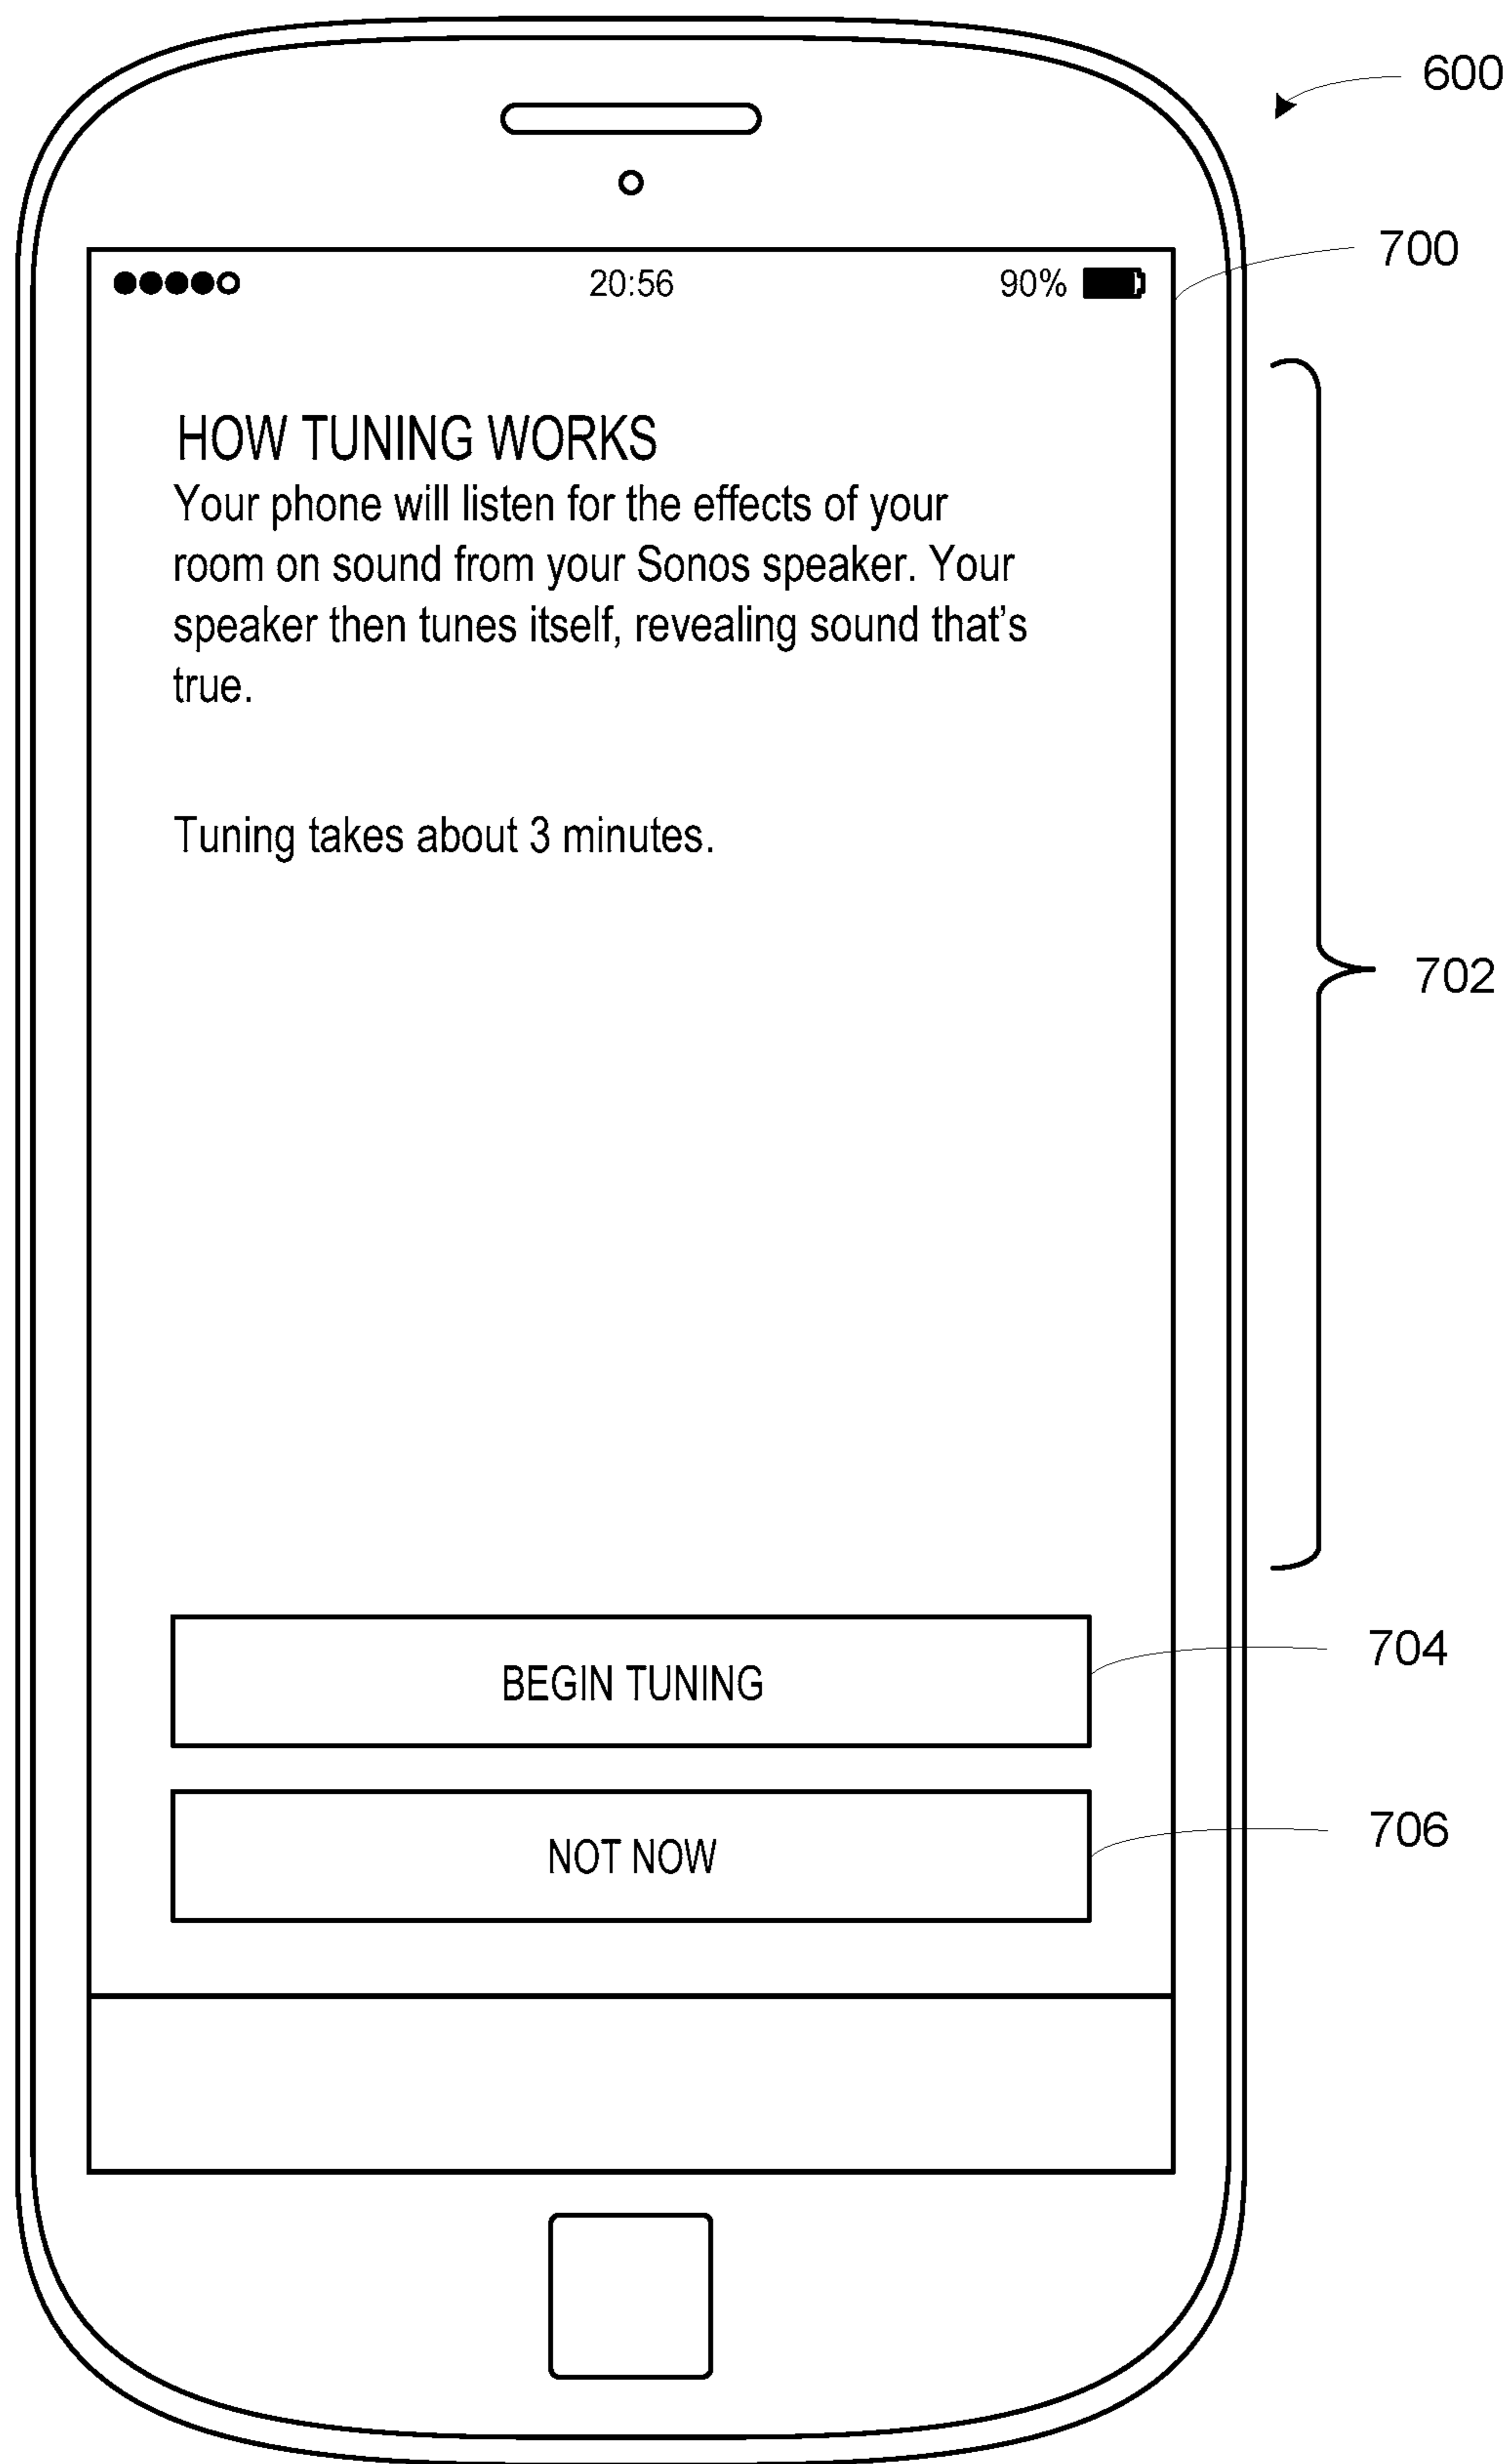 600
700
20:56 90%
HOW TUNING WORKS
Your phone will listen for the effects of your
room on sound from your Sonos speaker. Your
speaker then tunes itself, revealing sound that's
true.
Tuning takes about 3 minutes.
702
BEGIN TUNING
704
NOT NOW
706